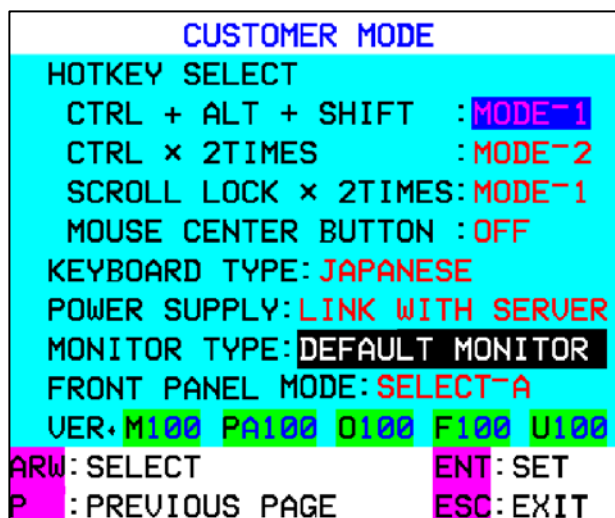 CUSTOMER MODE
HOTKEY SELECT
CTRL + ALT + SHIFT :MODE-1
CTRL × 2TIMES :MODE-2
SCROLL LOCK × 2TIMES:MODE-1
MOUSE CENTER BUTTON :OFF
KEYBOARD TYPE:JAPANESE
POWER SUPPLY:LINK WITH SERVER
MONITOR TYPE:DEFAULT MONITOR
FRONT PANEL MODE:SELECT-A
VER. M100 PA100 O100 F100 U100
ARW:SELECT ENT:SET
P :PREVIOUS PAGE ESC:EXIT